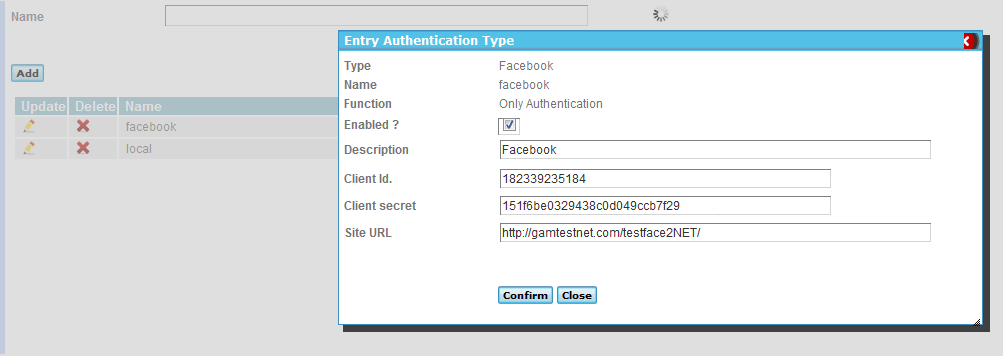 Name
Entry Authentication Type
Type Facebook
Name facebook
Function Only Authentication
Enabled ?
Description Facebook
Client Id. 182339235184
Client secret 151f6be0329438c0d049ccb7f29
Site URL http://gamtestnet.com/testface2NET/
Confirm Close
Add
Update Delete Name
facebook
local